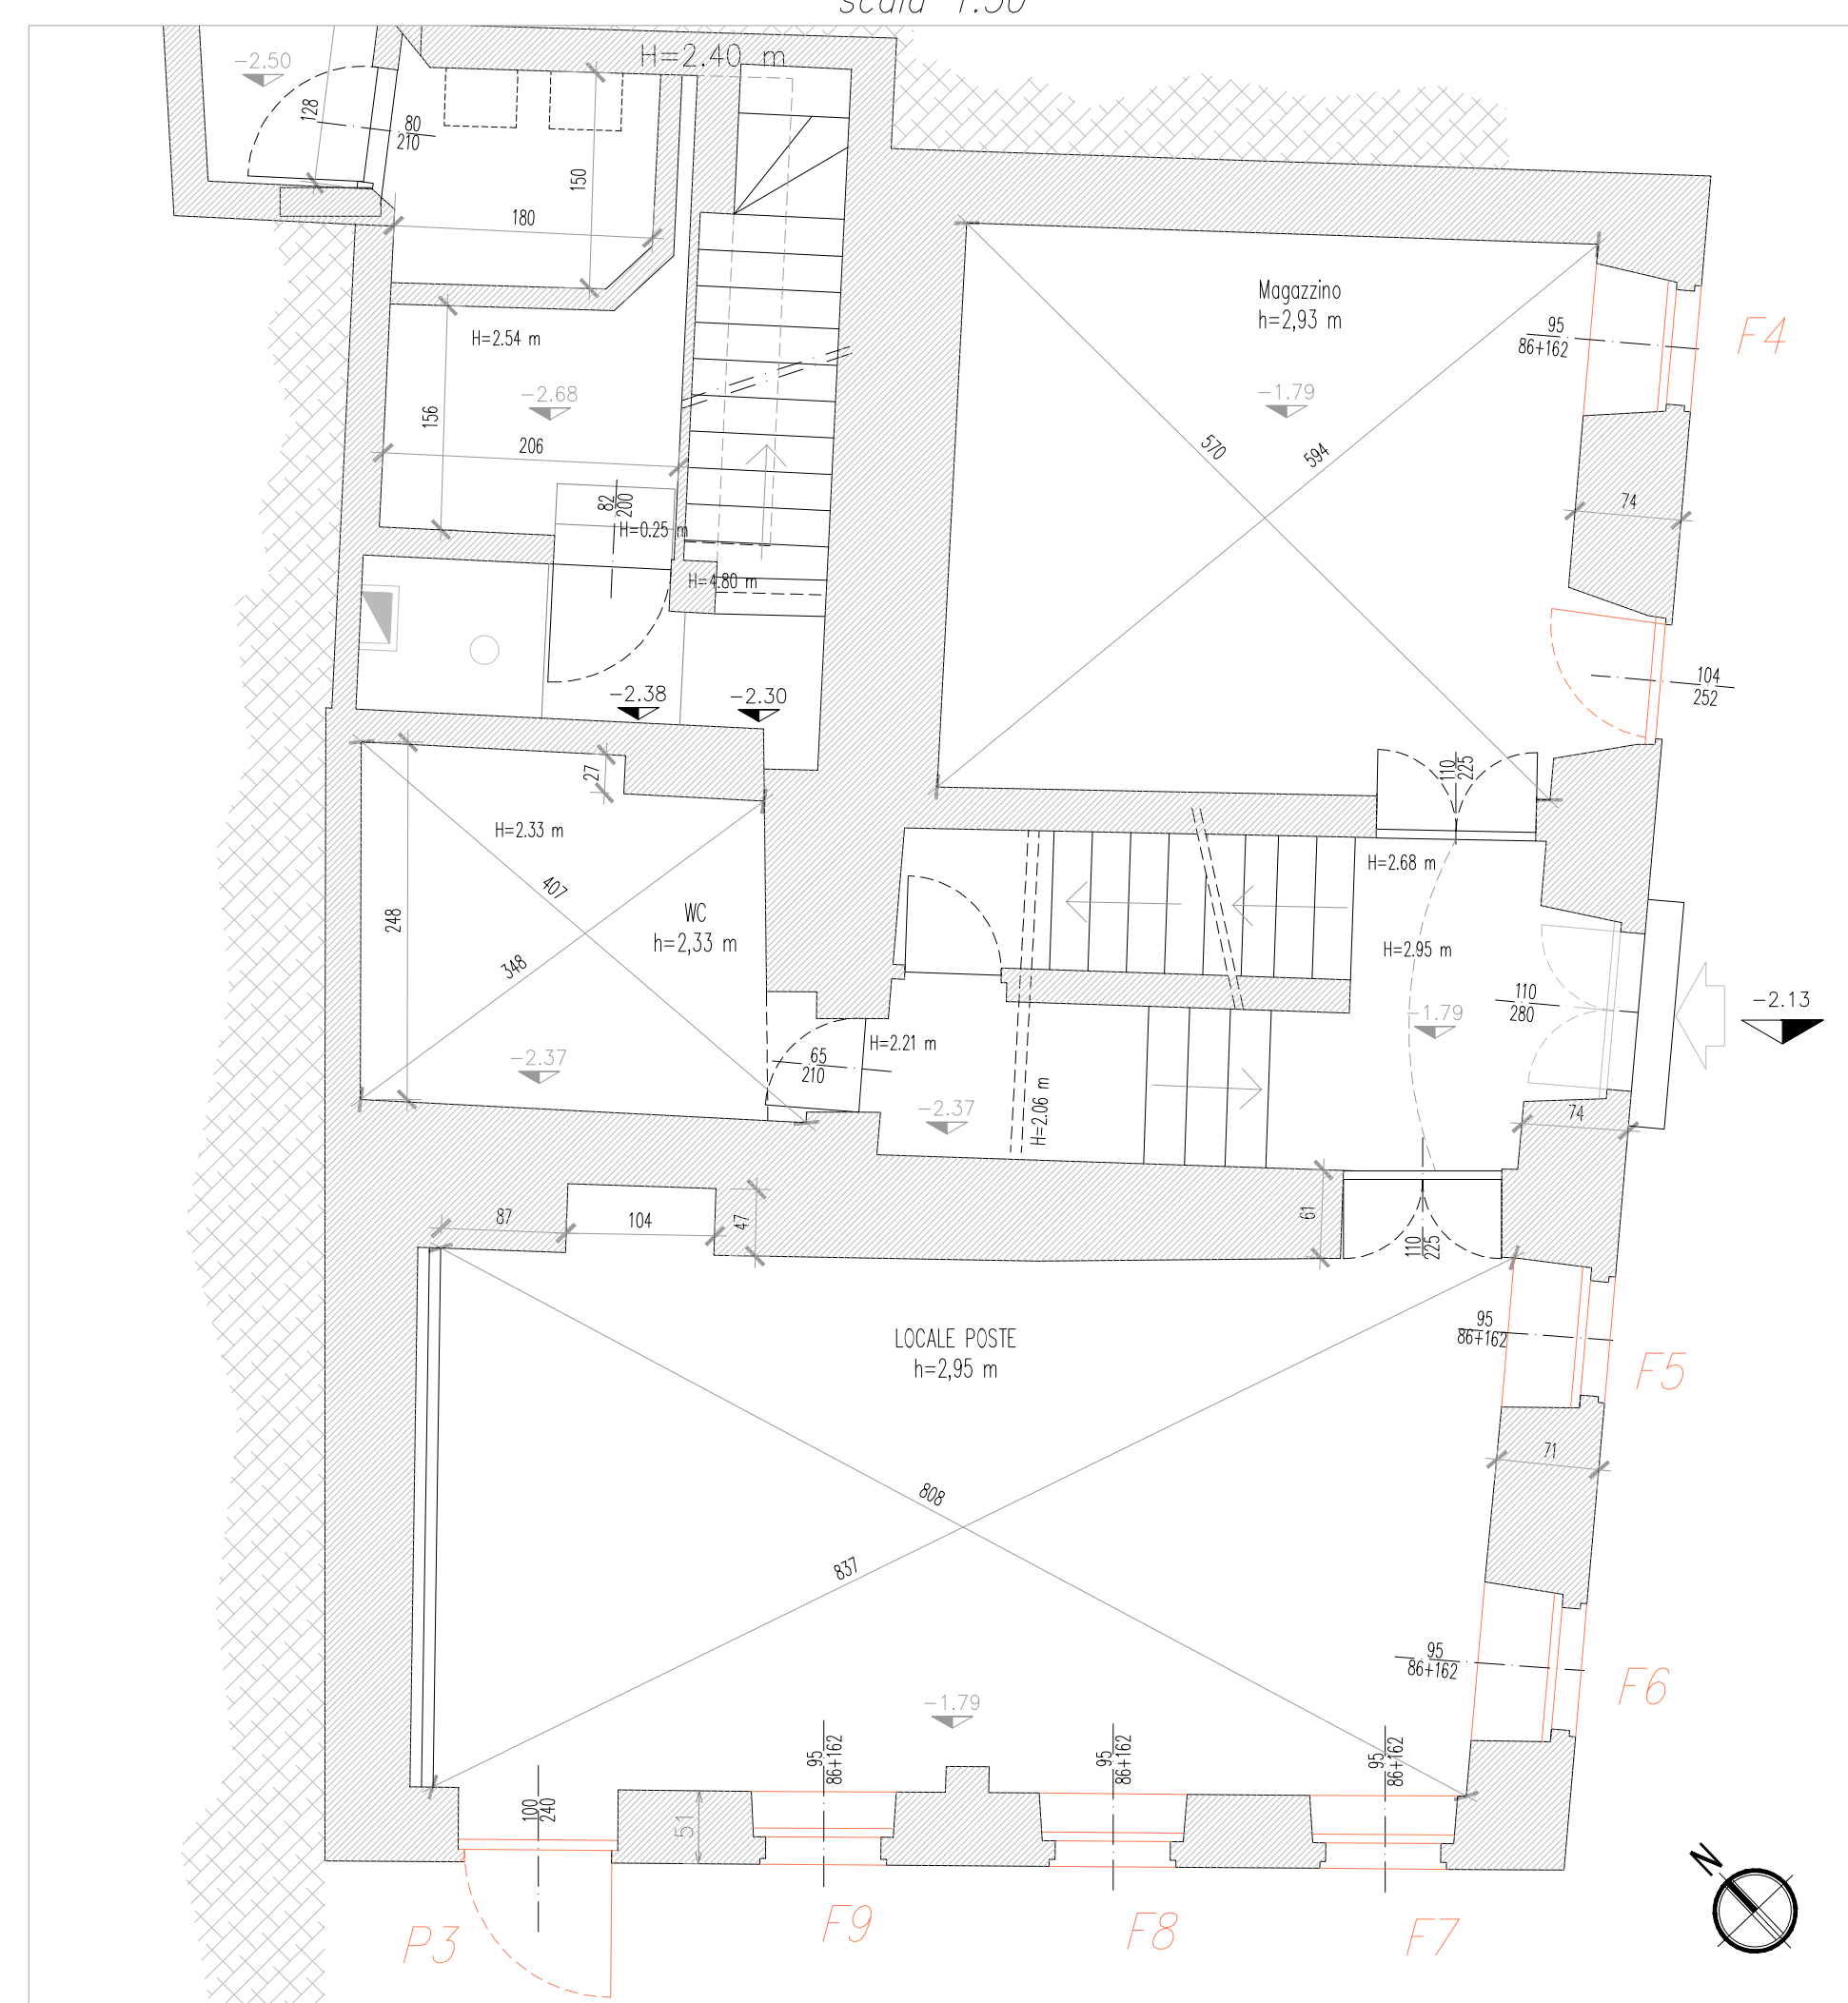 scala 1:50
H=2.40 m
-2.50
128
80
210
150
180
Magazzino
h=2,93 m
95
86+162
F4
H=2.54 m
-2.68
-1.79
156
206
570
594
74
82
200
H=0.25 m
H=4.80 m
104
252
-2.38
-2.30
27
110
225
H=2.33 m
H=2.68 m
407
248
WC
h=2,33 m
348
H=2.95 m
110
280
-1.79
-2.13
H=2.21 m
65
210
-2.37
-2.37
H=2.06 m
74
87
104
47
61
110
225
LOCALE POSTE
h=2,95 m
95
86+162
F5
71
808
837
95
86+162
F6
-1.79
95
86+162
95
86+162
95
86+162
100
240
51
N
P3
F9
F8
F7